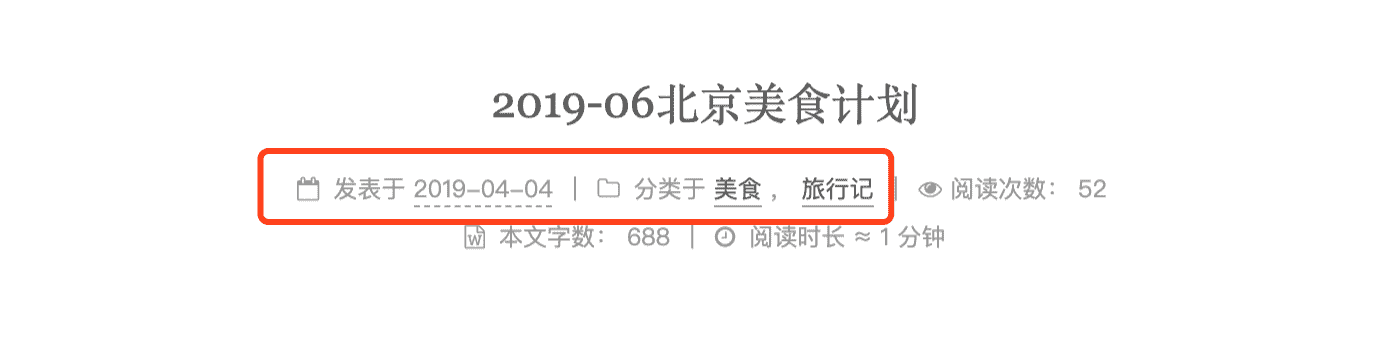 2019-06北京美食计划
发表于 2019-04-04 | 分类于 美食 ， 旅行记 | 阅读次数： 52
本文字数： 688 | 阅读时长 ≈ 1 分钟